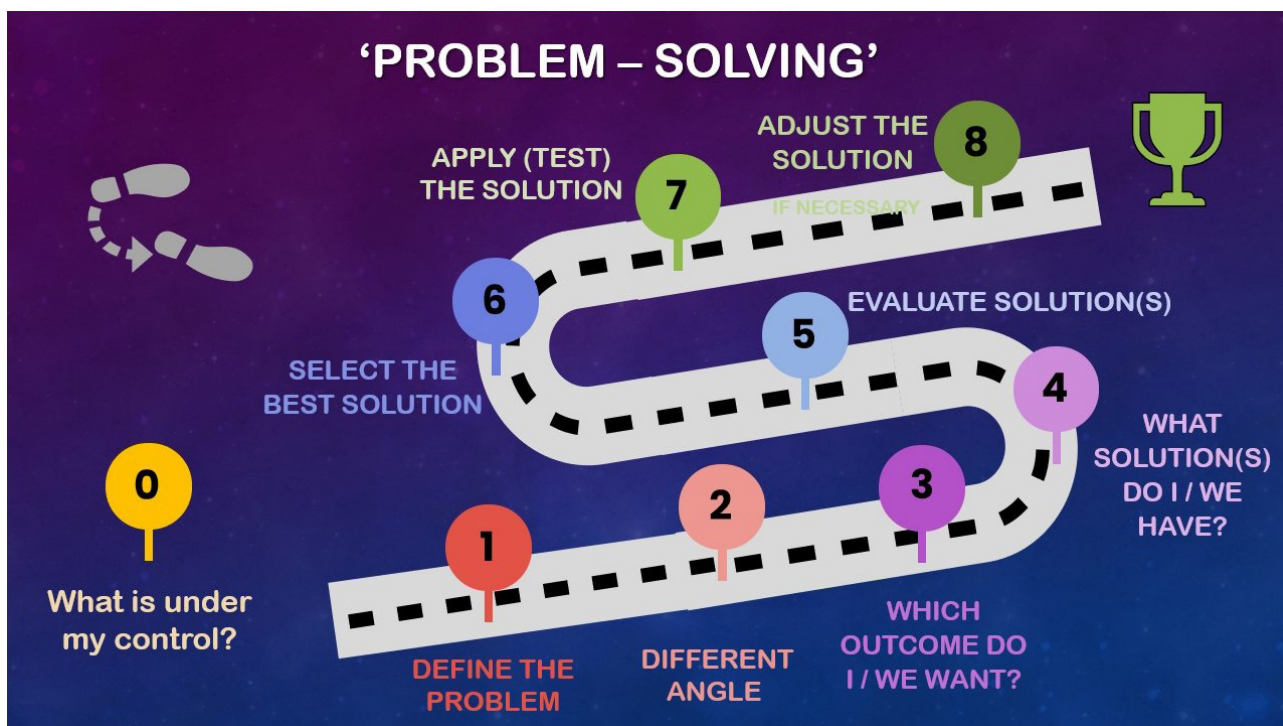 ‘PROBLEM – SOLVING’
0
What is under
my control?
1
DEFINE THE
PROBLEM
2
DIFFERENT
ANGLE
3
WHICH
OUTCOME DO
I / WE WANT?
4
WHAT
SOLUTION(S)
DO I / WE
HAVE?
5
EVALUATE SOLUTION(S)
6
SELECT THE
BEST SOLUTION
7
APPLY (TEST)
THE SOLUTION
8
ADJUST THE
SOLUTION
IF NECESSARY